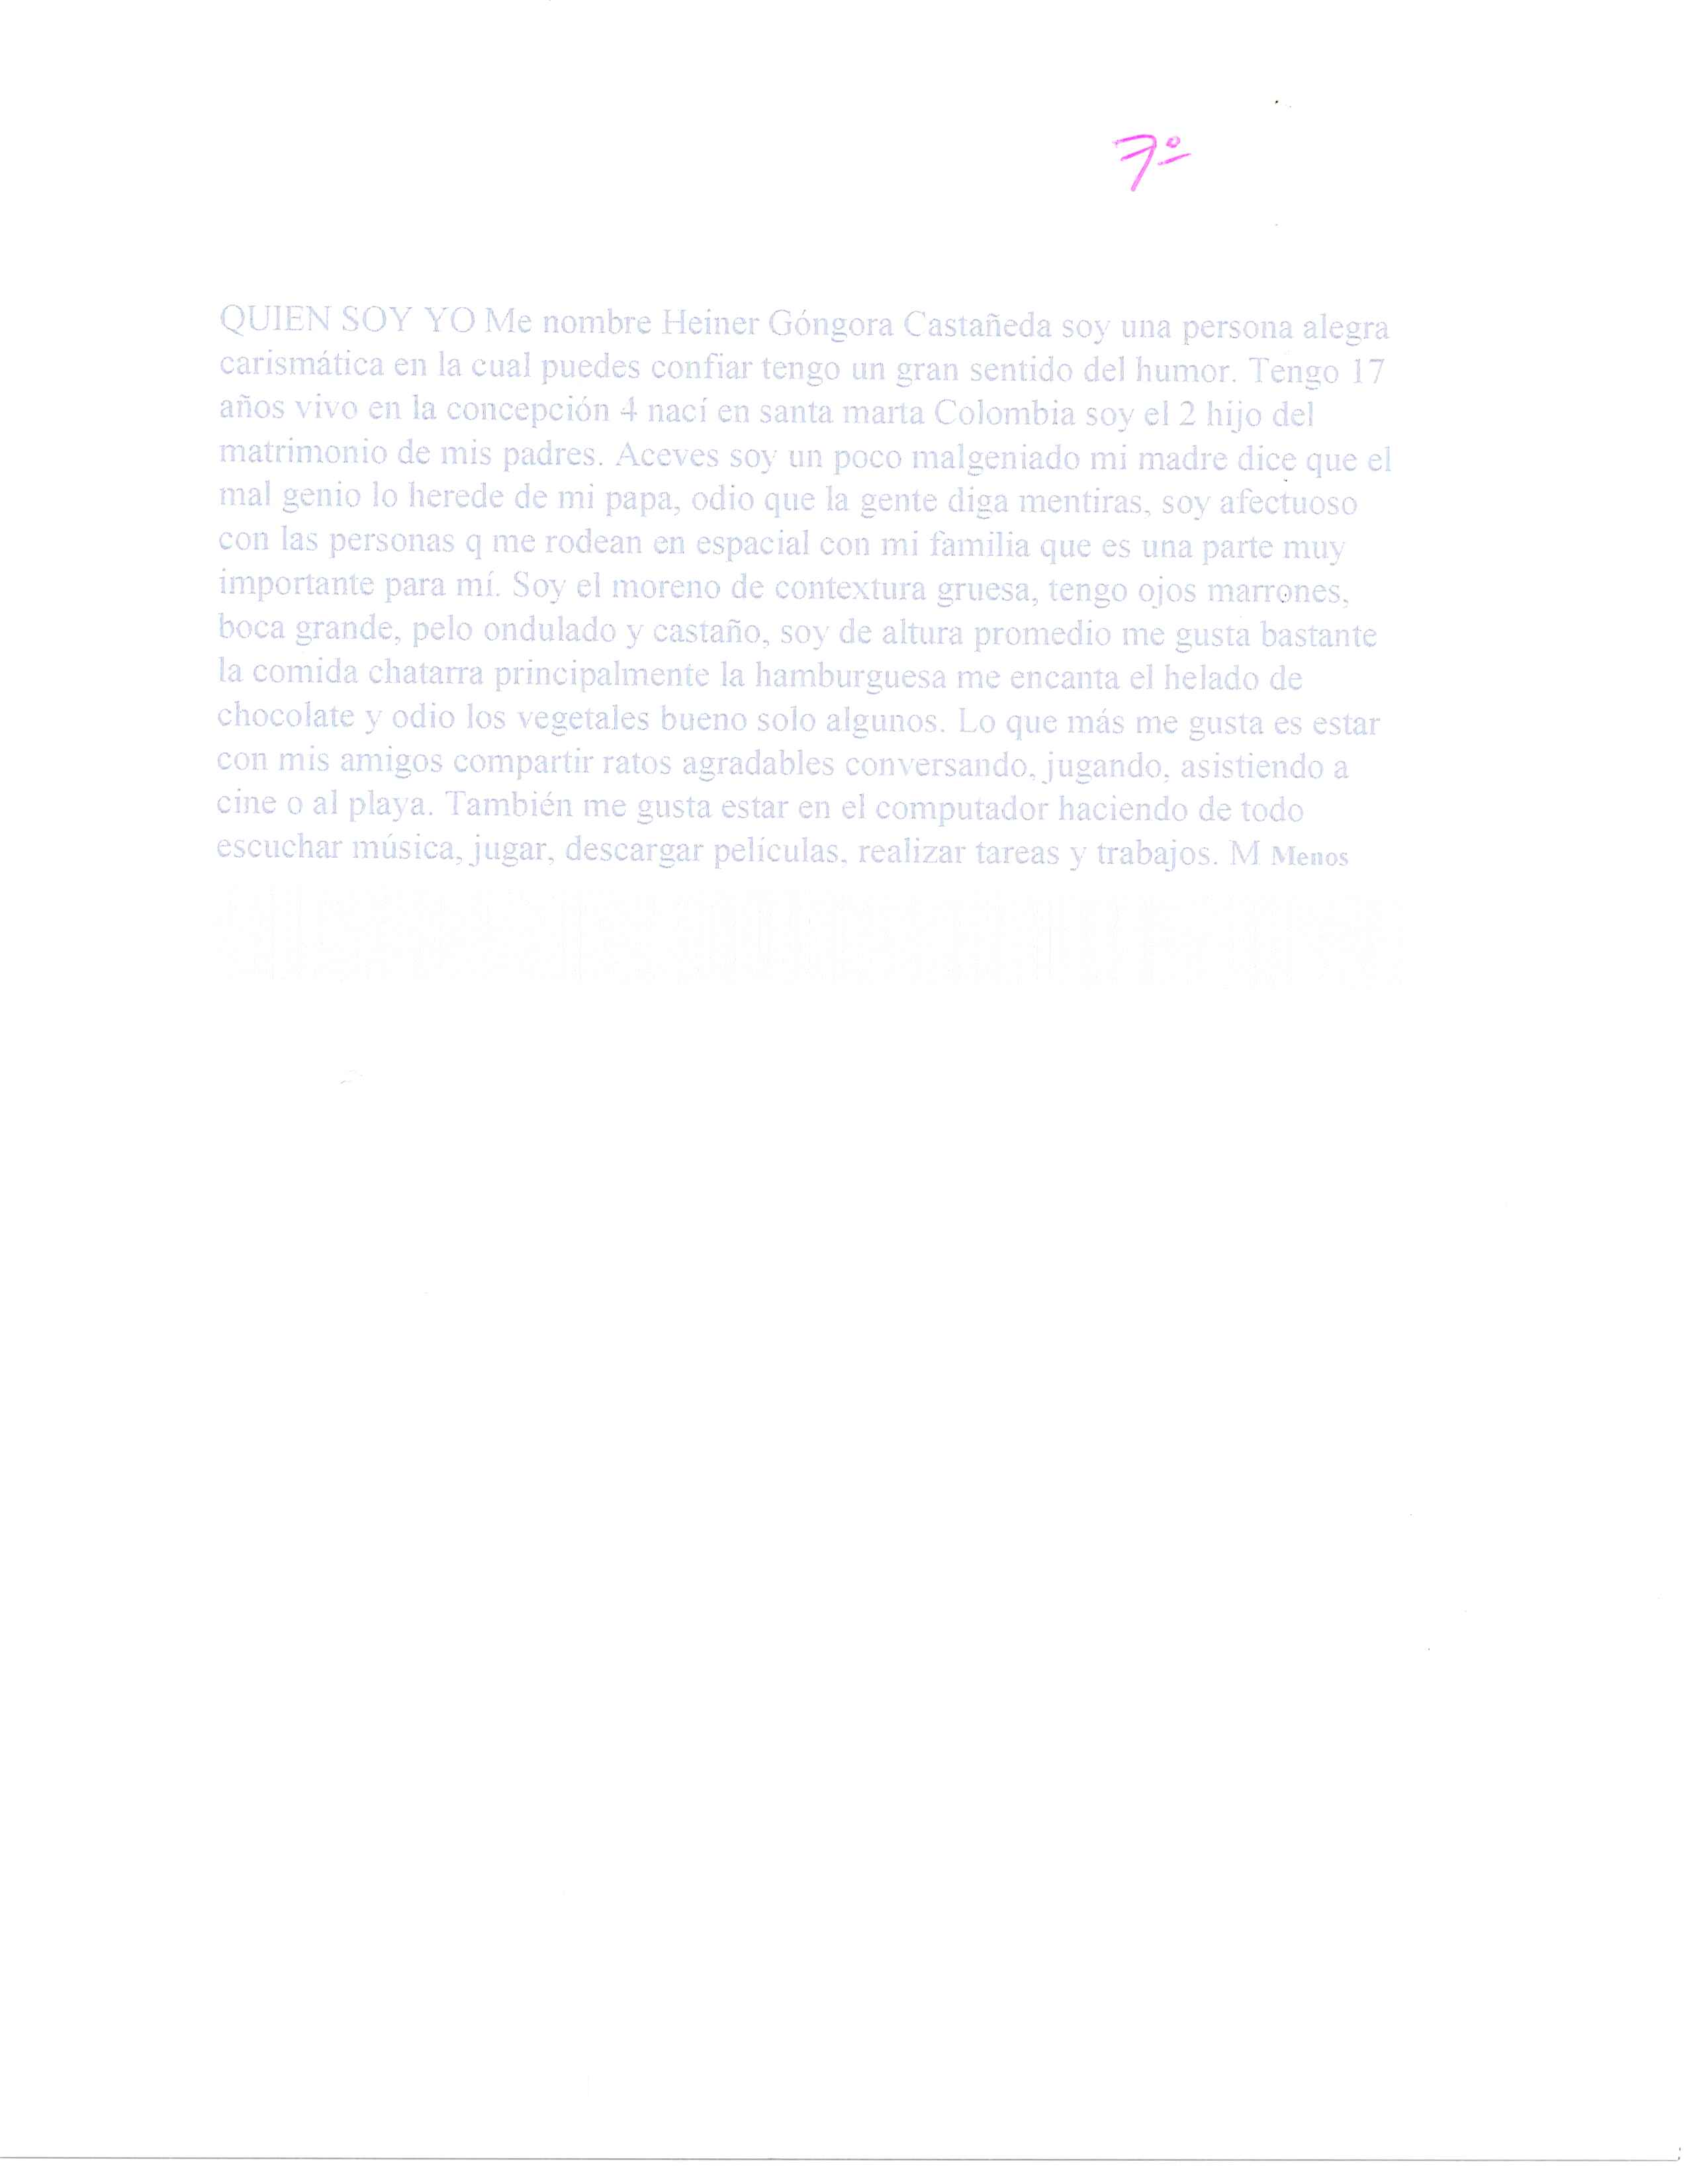 7º
QUIEN SOY YO Me nombre Heiner Góngora Castañeda soy una persona alegra
carismática en la cual puedes confiar tengo un gran sentido del humor. Tengo 17
años vivo en la concepción 4 nací en santa marta Colombia soy el 2 hijo del
matrimonio de mis padres. Aceves soy un poco malgeniado mi madre dice que el
mal genio lo herede de mi papa, odio que la gente diga mentiras, soy afectuoso
con las personas q me rodean en espacial con mi familia que es una parte muy
importante para mí. Soy el moreno de contextura gruesa, tengo ojos marrones,
boca grande, pelo ondulado y castaño, soy de altura promedio me gusta bastante
la comida chatarra principalmente la hamburguesa me encanta el helado de
chocolate y odio los vegetales bueno solo algunos. Lo que más me gusta es estar
con mis amigos compartir ratos agradables conversando, jugando, asistiendo a
cine o al playa. También me gusta estar en el computador haciendo de todo
escuchar música, jugar, descargar películas, realizar tareas y trabajos. M Menos